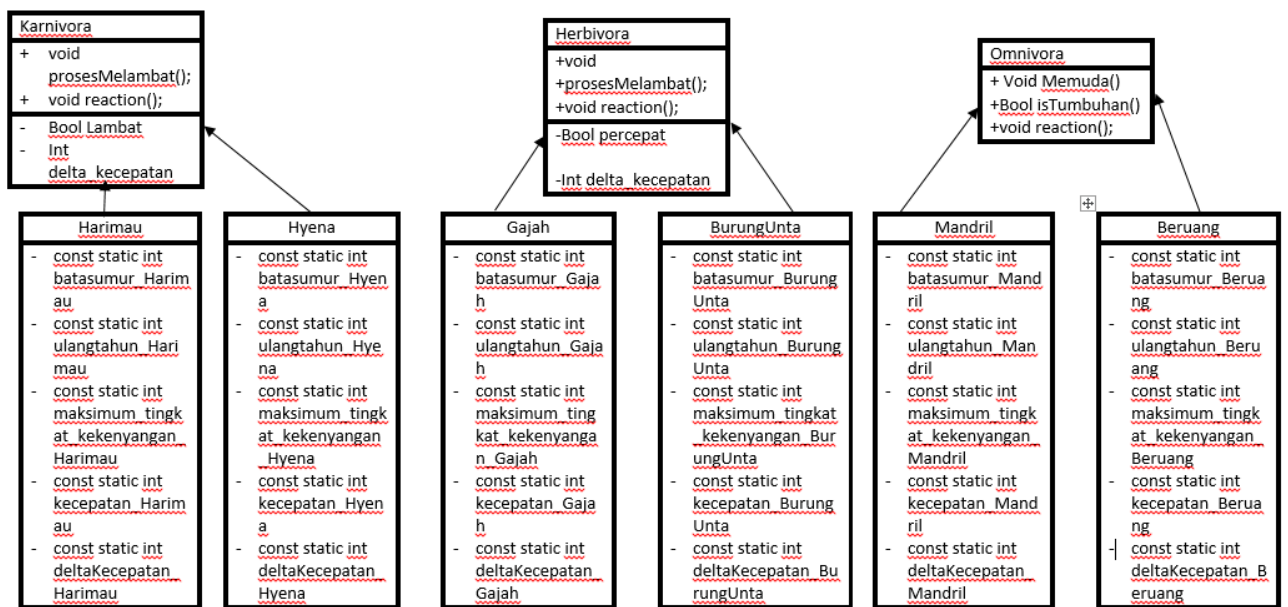 Karnivora
+ void
prosesMelambat();
+ void reaction();
- Bool Lambat
- Int
delta_kecepatan
Herbivora
+void
+prosesMelambat();
+void reaction();
-Bool percepat
-Int delta_kecepatan
Omnivora
+ Void Memuda()
+Bool isTumbuhan()
+void reaction();
Harimau
- const static int
batasumur_Harim
au
- const static int
ulangtahun_Hari
mau
- const static int
maksimum_tingk
at_kekenyangan_
Harimau
- const static int
kecepatan_Harim
au
- const static int
deltaKecepatan_
Harimau
Hyena
- const static int
batasumur_Hyen
a
- const static int
ulangtahun_Hye
na
- const static int
maksimum_tingk
at_kekenyangan
_Hyena
- const static int
kecepatan_Hyen
a
- const static int
deltaKecepatan_
Hyena
Gajah
- const static int
batasumur_Gaja
h
- const static int
ulangtahun_Gaja
h
- const static int
maksimum_ting
kat_kekenyanga
n_Gajah
- const static int
kecepatan_Gaja
h
- const static int
deltaKecepatan_
Gajah
BurungUnta
- const static int
batasumur_Burung
Unta
- const static int
ulangtahun_Burung
Unta
- const static int
maksimum_tingkat
_kekenyangan_Bur
ungUnta
- const static int
kecepatan_Burung
Unta
- const static int
deltaKecepatan_Bu
rungUnta
Mandril
- const static int
batasumur_Mand
ril
- const static int
ulangtahun_Man
dril
- const static int
maksimum_tingk
at_kekenyangan_
Mandril
- const static int
kecepatan_Mand
ril
- const static int
deltaKecepatan_
Mandril
Beruang
- const static int
batasumur_Berua
ng
- const static int
ulangtahun_Beru
ang
- const static int
maksimum_tingk
at_kekenyangan_
Beruang
- const static int
kecepatan_Berua
ng
- const static int
deltaKecepatan_B
eruang